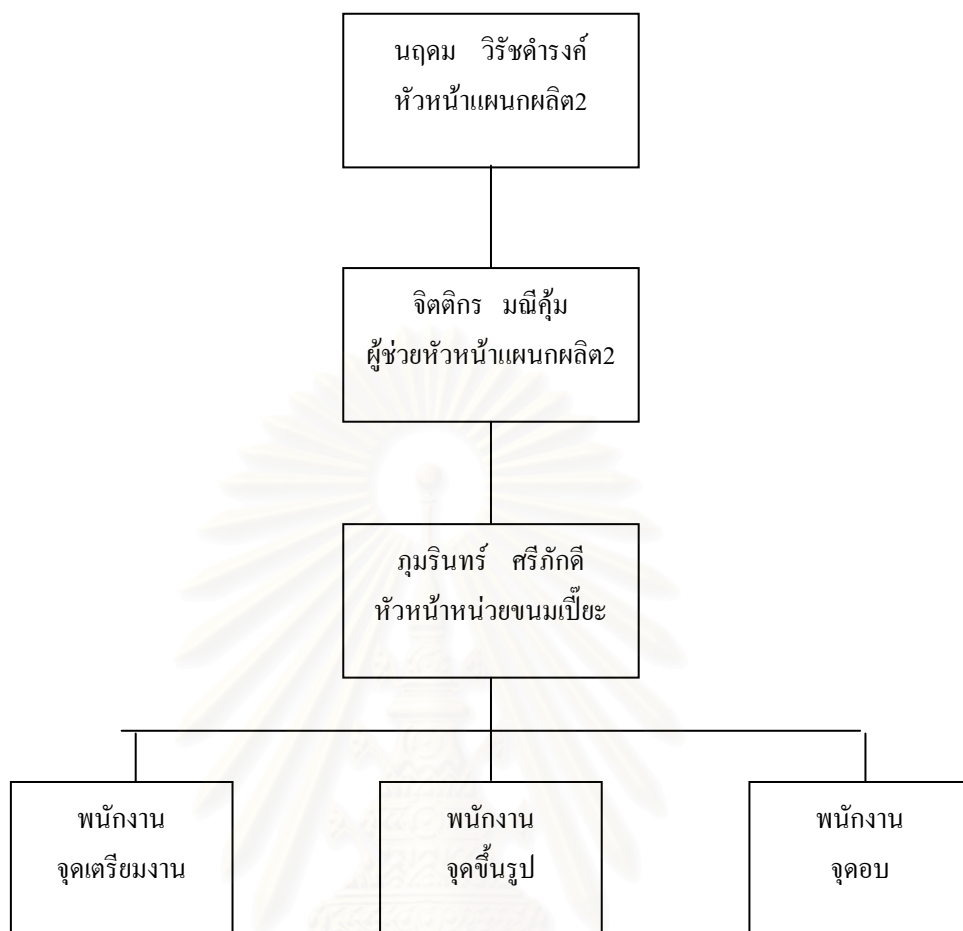 นฤดม วิรัชดำรงค์
หัวหน้าแผนกผลิต2
จิตติกร มณีคุ้ม
ผู้ช่วยหัวหน้าแผนกผลิต2
ภุมรินทร์ ศรีภักดี
หัวหน้าหน่วยขนมเปี๊ยะ
พนักงาน
จุดเตรียมงาน
พนักงาน
จุดขึ้นรูป
พนักงาน
จุดอบ